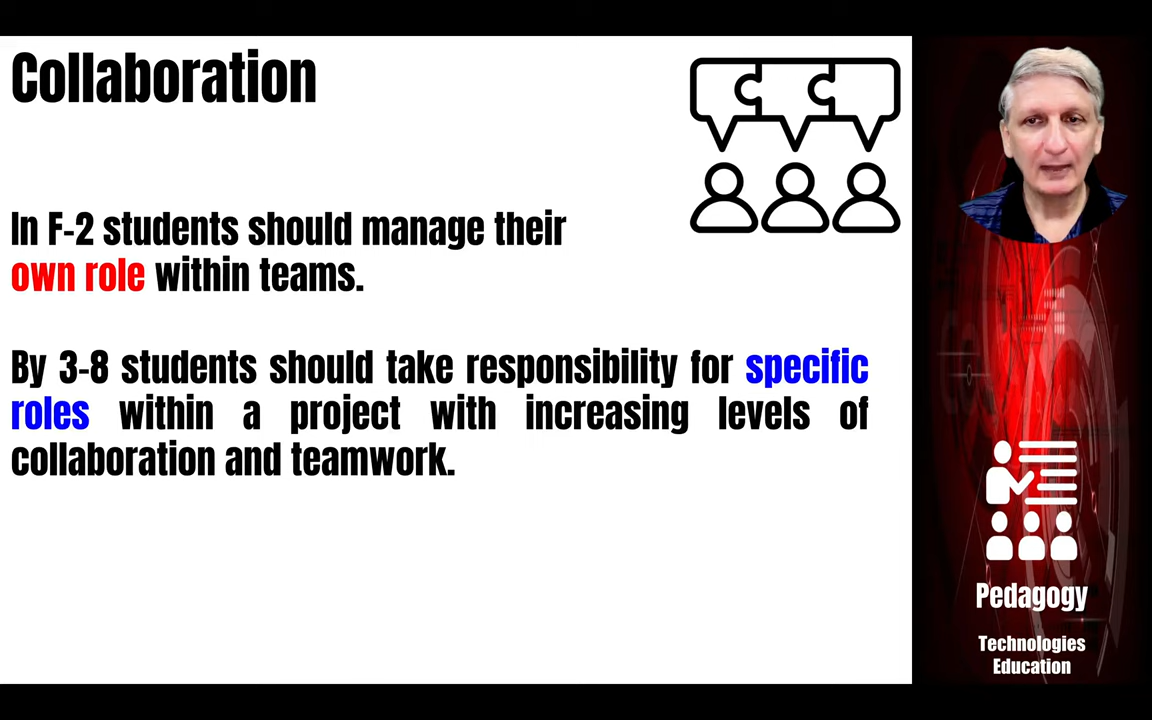 Collaboration
In F-2 students should manage their
own role within teams.
By 3-8 students should take responsibility for specific
roles within a project with increasing levels of
collaboration and teamwork.
Pedagogy
Technologies
Education